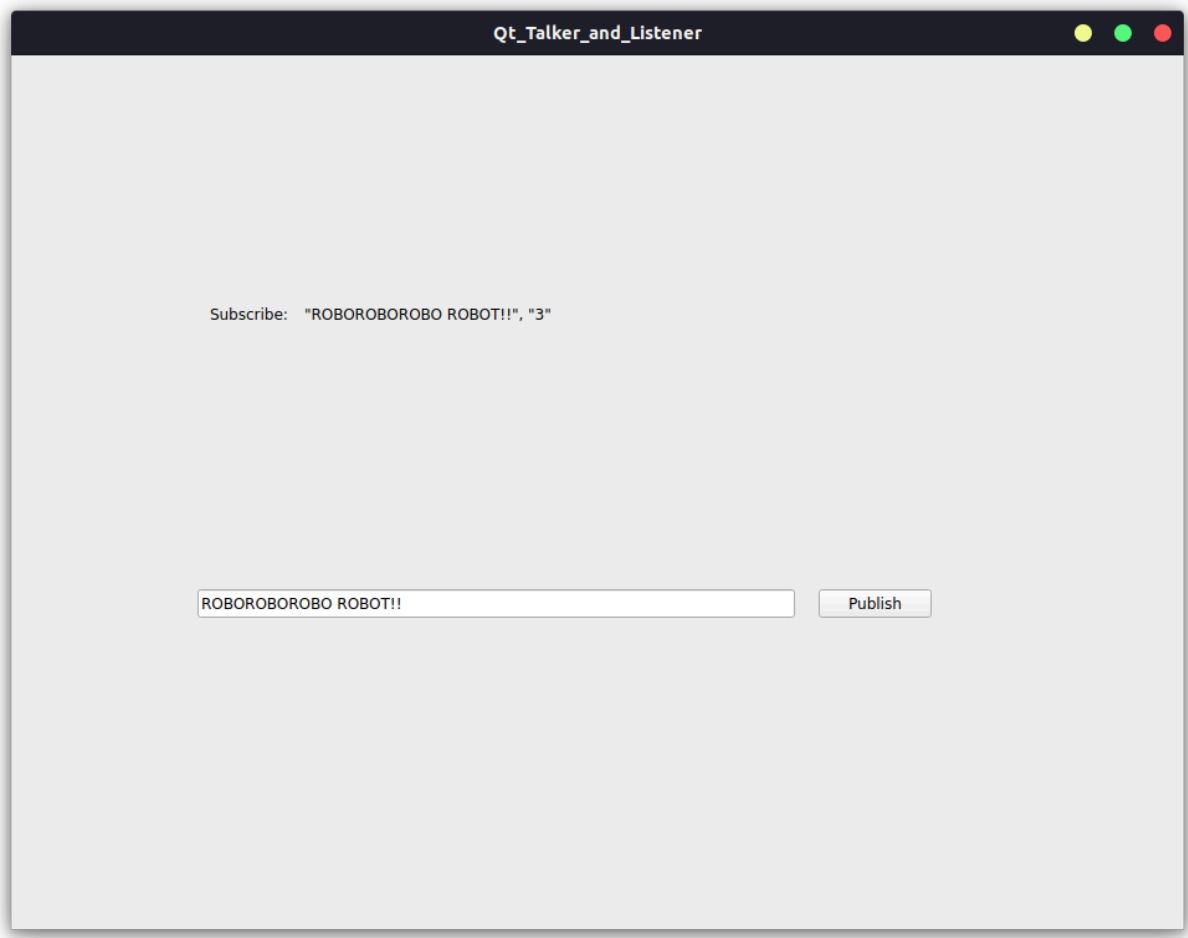 Qt_Talker_and_Listener
Subscribe: "ROBOROBOROBO ROBOT!!", "3"
ROBOROBOROBO ROBOT!! Publish